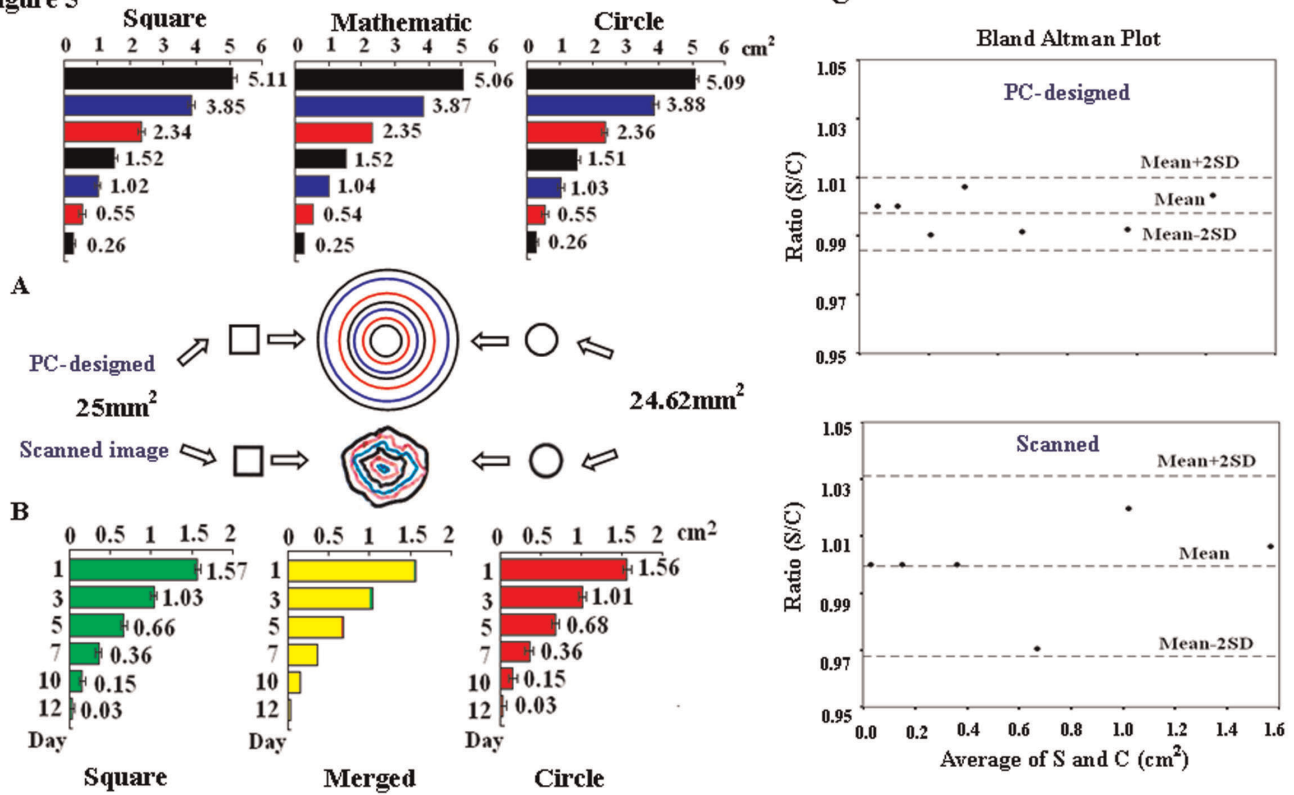 Figure 5
Square
Mathematic
Circle
0 1 2 3 4 5 6
0 1 2 3 4 5 6
0 1 2 3 4 5 6 cm2
5.11
3.85
2.34
1.52
1.02
0.55
0.26
5.06
3.87
2.35
1.52
1.04
0.54
0.25
5.09
3.88
2.36
1.51
1.03
0.55
0.26
A
PC-designed
25mm2
Scanned image
24.62mm2
B
0 0.5 1 1.5 2
0 0.5 1 1.5 2
0 0.5 1 1.5 2 cm2
1 1.57
3 1.03
5 0.66
7 0.36
10 0.15
12 0.03
Day
Square
1
3
5
7
10
12
Day
Merged
1 1.56
3 1.01
5 0.68
7 0.36
10 0.15
12 0.03
Day
Circle
Bland Altman Plot
PC-designed
1.05
1.03
1.01
0.99
0.97
0.95
Ratio (S/C)
Mean+2SD
Mean
Mean-2SD
Scanned
1.05
1.03
1.01
0.99
0.97
0.95
Ratio (S/C)
Mean+2SD
Mean
Mean-2SD
0.0 0.2 0.4 0.6 0.8 1.0 1.2 1.4 1.6
Average of S and C (cm2)